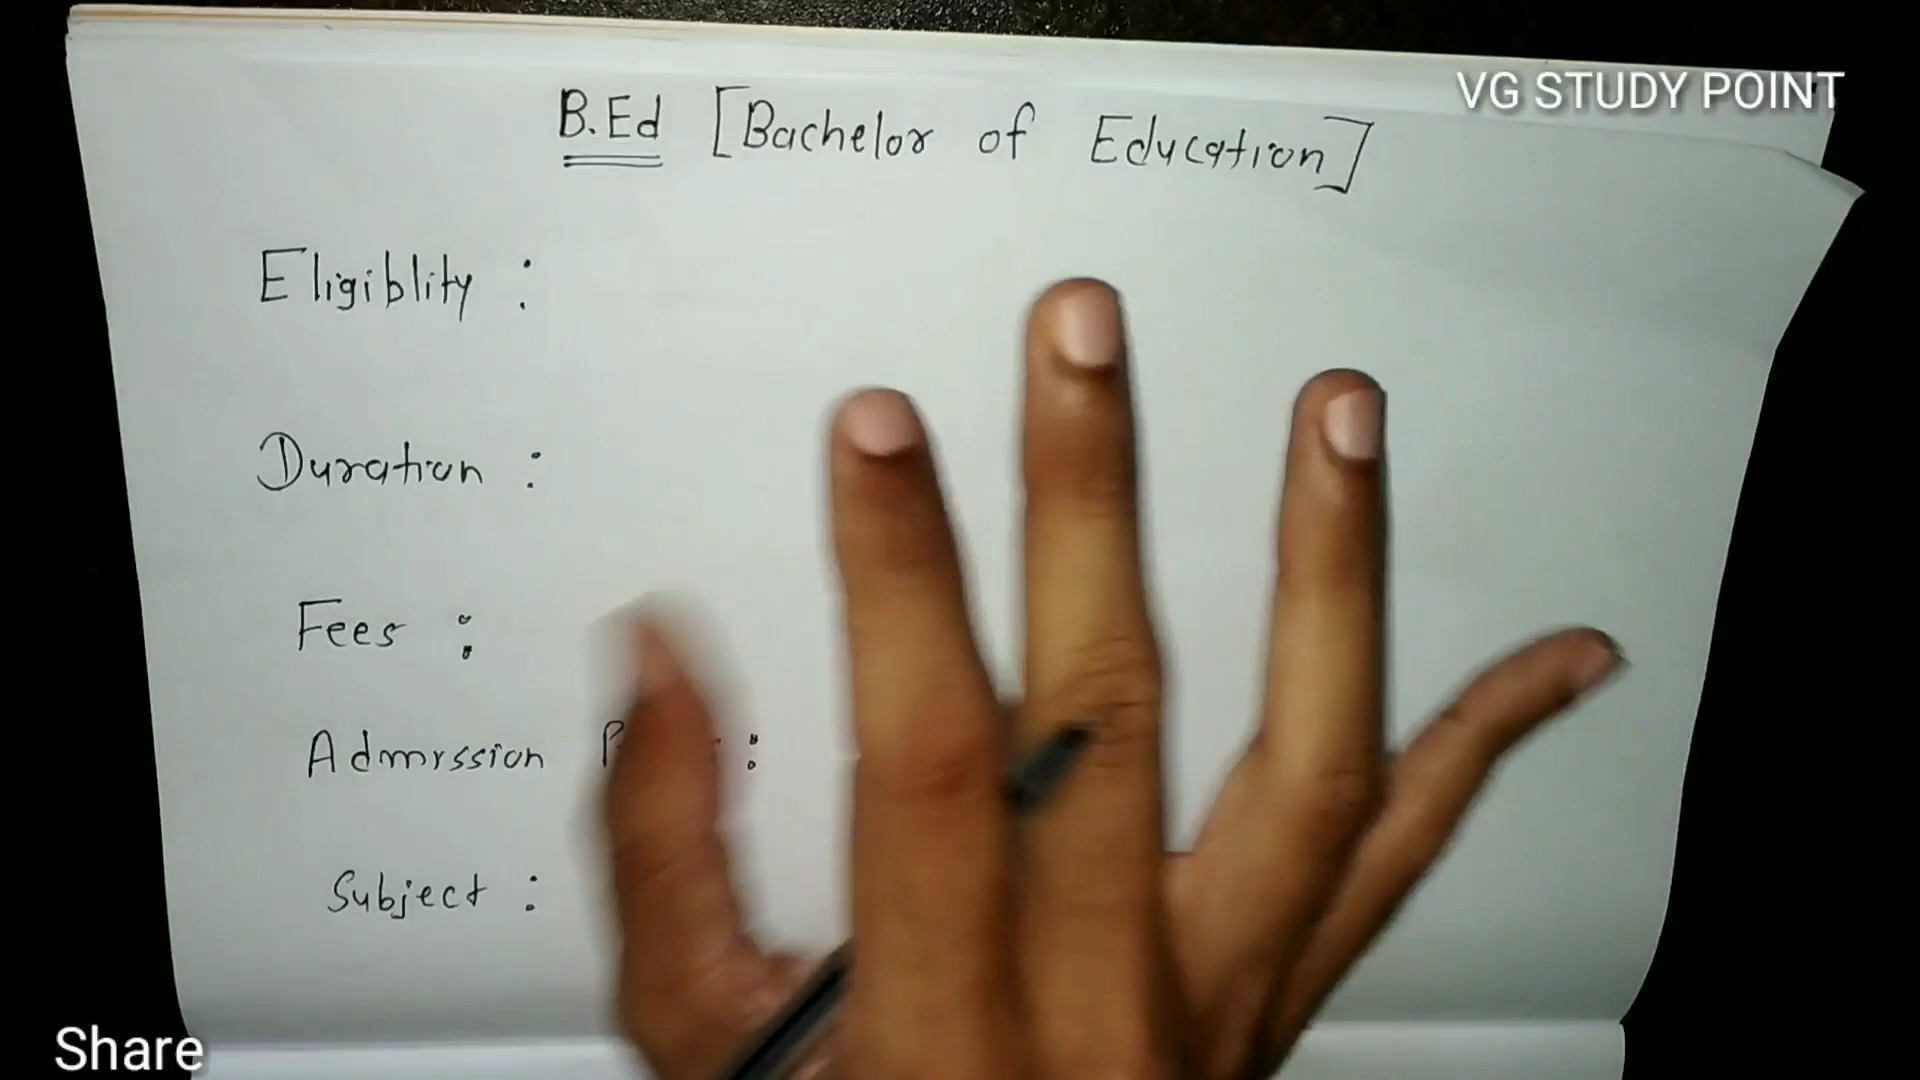 VG STUDY POINT
B.Ed [Bachelor of Education]
Eligiblity :
Duration :
Fees :
Admission :
Subject :
Share